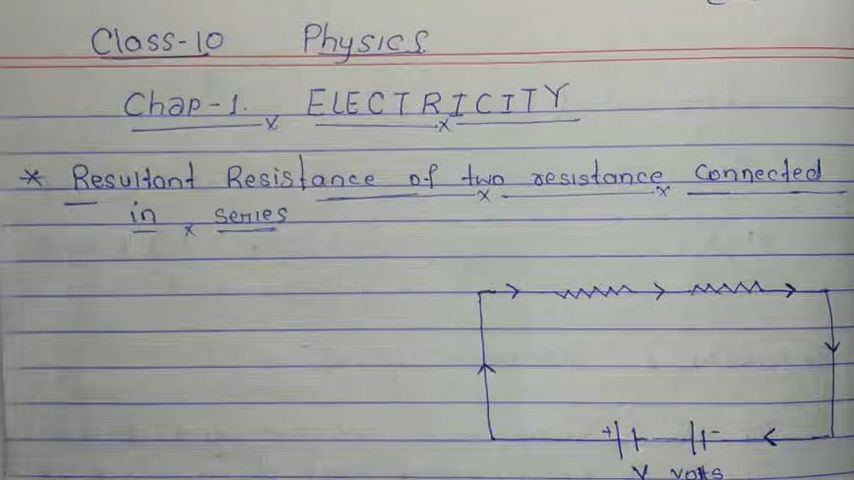 Class-10 Physics
Chap-1. ELECTRICITY
* Resultant Resistance of two resistance Connected
in series
+ -
V volts